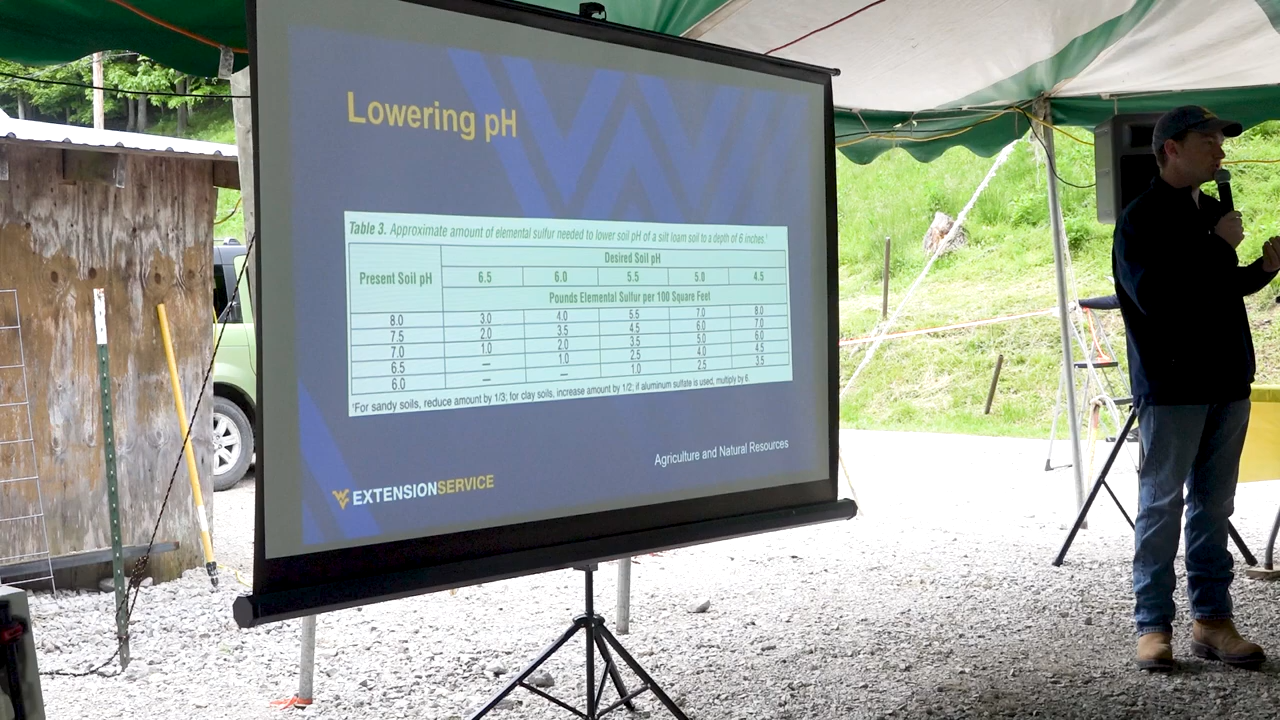 Lowering pH
Table 3. Approximate amount of elemental sulfur needed to lower soil pH of a silt loam soil to a depth of 6 inches.¹
Present Soil pH
Desired Soil pH
6.5 6.0 5.5 5.0 4.5
Pounds Elemental Sulfur per 100 Square Feet
8.0 3.0 4.0 5.5 7.0 8.0
7.5 2.0 3.5 4.5 6.0 7.0
7.0 1.0 2.0 3.5 5.0 6.0
6.5 – 1.0 2.5 4.0 4.5
6.0 – – 1.0 2.5 3.5
¹For sandy soils, reduce amount by 1/3; for clay soils, increase amount by 1/2; if aluminum sulfate is used, multiply by 6.
Agriculture and Natural Resources
EXTENSIONSERVICE